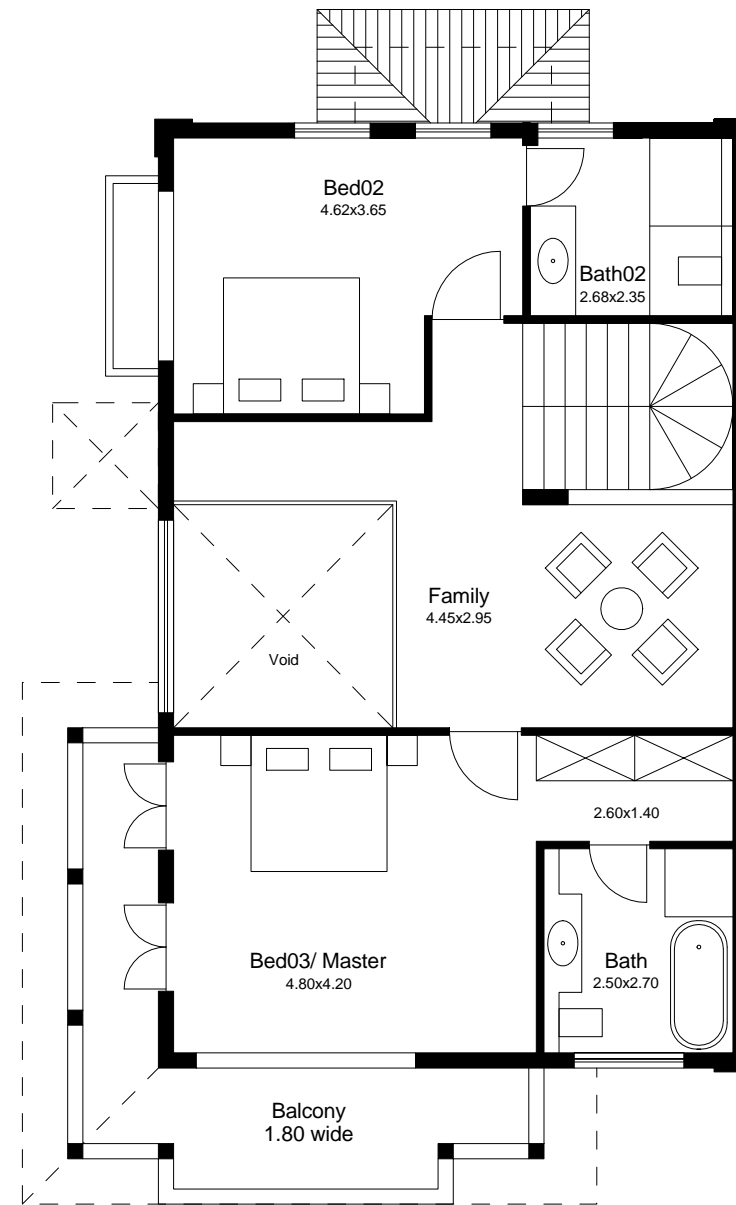 Bed02
4.62x3.65
Bath02
2.68x2.35
Family
4.45x2.95
Void
2.60x1.40
Bed03/ Master
4.80x4.20
Bath
2.50x2.70
Balcony
1.80 wide